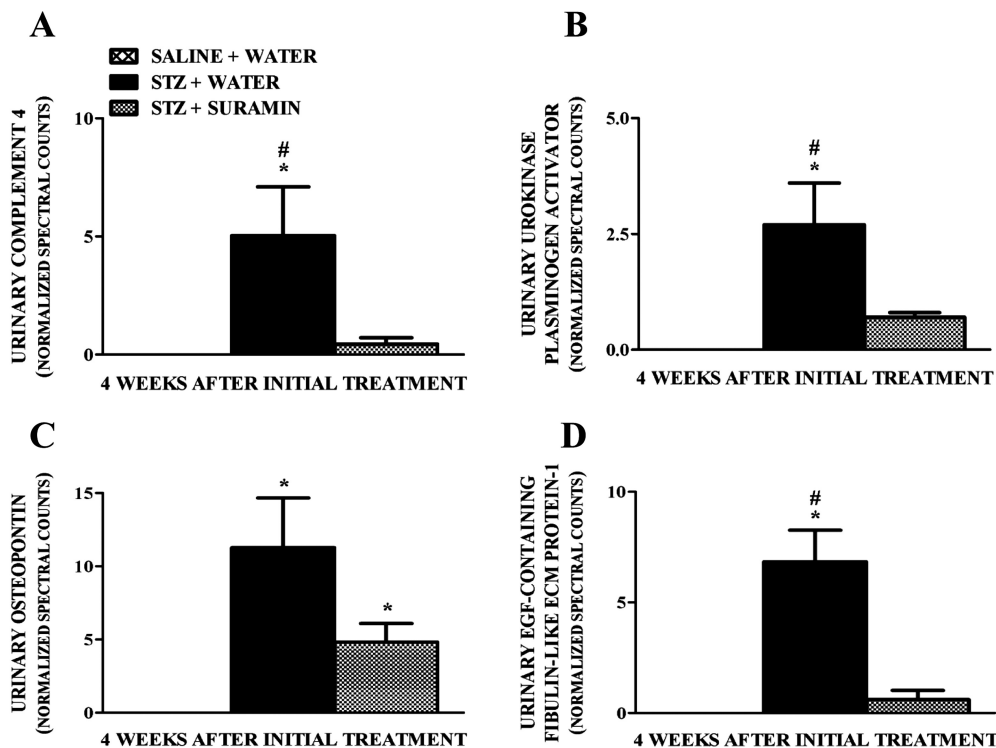 A
SALINE + WATER
STZ + WATER
STZ + SURAMIN
URINARY COMPLEMENT 4
(NORMALIZED SPECTRAL COUNTS)
10
5
0
#
*
4 WEEKS AFTER INITIAL TREATMENT
B
URINARY UROKINASE
PLASMINOGEN ACTIVATOR
(NORMALIZED SPECTRAL COUNTS)
5.0
2.5
0.0
#
*
4 WEEKS AFTER INITIAL TREATMENT
C
URINARY OSTEOPONTIN
(NORMALIZED SPECTRAL COUNTS)
15
10
5
0
*
*
4 WEEKS AFTER INITIAL TREATMENT
D
URINARY EGF-CONTAINING
FIBULIN-LIKE ECM PROTEIN-1
(NORMALIZED SPECTRAL COUNTS)
10
5
0
#
*
4 WEEKS AFTER INITIAL TREATMENT